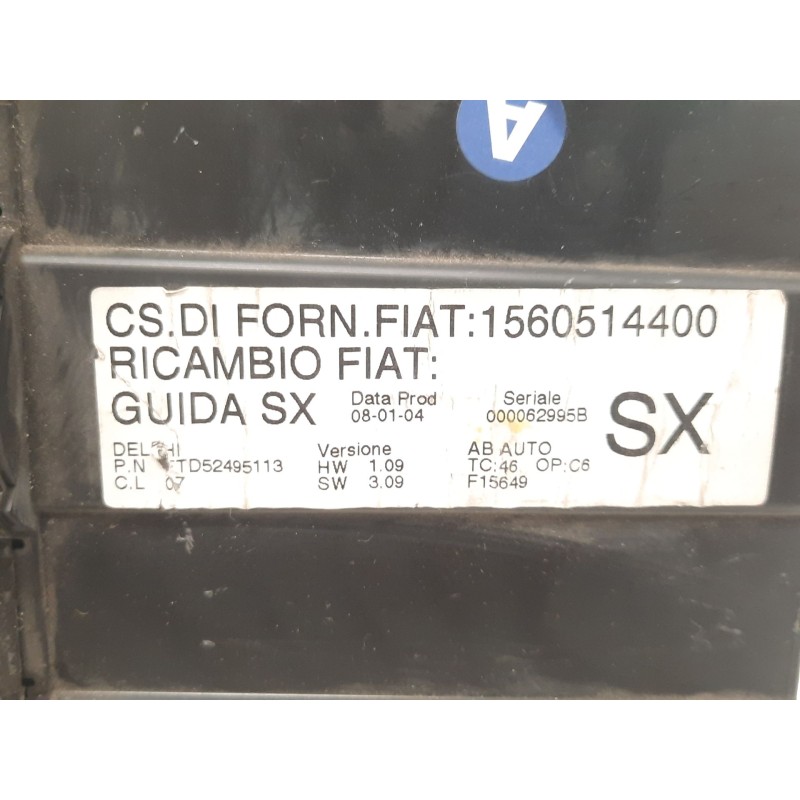 A
CS.DI FORN.FIAT:1560514400
RICAMBIO FIAT:
GUIDA SX Data Prod 08-01-04 Seriale 000062995B SX
Versione AB AUTO
P.N TD52495113 HW 1.09 TC:46 OP:C6
C.L 07 SW 3.09 F15649